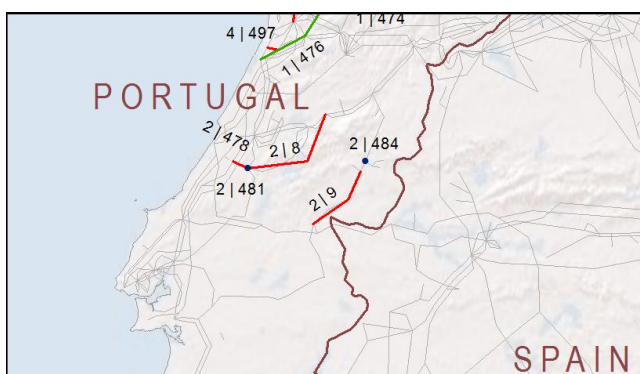 1 | 474
4 | 497
1 | 476
PORTUGAL
2 | 478
2 | 8
2 | 484
2 | 481
2 | 9
SPAIN